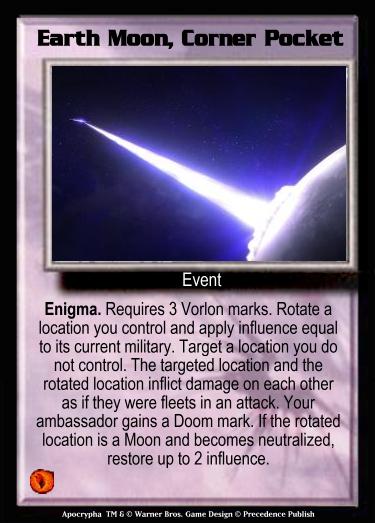 Earth Moon, Corner Pocket
Event
Enigma. Requires 3 Vorlon marks. Rotate a
location you control and apply influence equal
to its current military. Target a location you do
not control. The targeted location and the
rotated location inflict damage on each other
as if they were fleets in an attack. Your
ambassador gains a Doom mark. If the rotated
location is a Moon and becomes neutralized,
restore up to 2 influence.
Apocrypha TM & © Warner Bros. Game Design © Precedence Publish